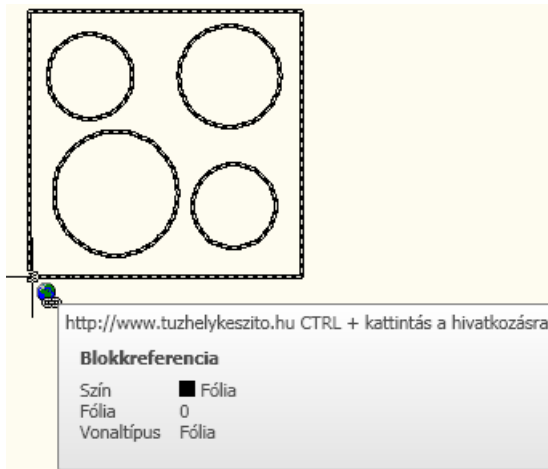 http://www.tuzhelykeszito.hu CTRL + kattintás a hivatkozásra
Blokkreferencia
Szín Fólia
Fólia 0
Vonaltípus Fólia